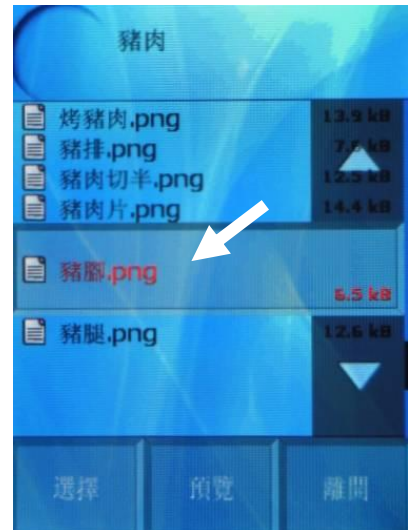 豬肉
烤豬肉.png 13.9 kB
豬排.png 7.6 kB
豬肉切半.png 12.5 kB
豬肉片.png 14.4 kB
豬腳.png 6.5 kB
豬腿.png 12.6 kB
選擇 預覽 離開